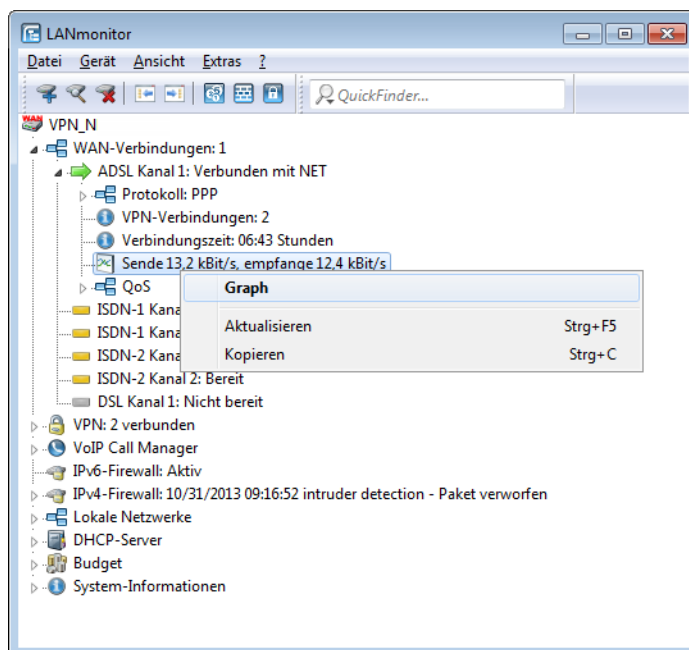 LANmonitor
Datei Gerät Ansicht Extras ?
QuickFinder...
WAN
VPN_N
WAN-Verbindungen: 1
ADSL Kanal 1: Verbunden mit NET
Protokoll: PPP
VPN-Verbindungen: 2
Verbindungszeit: 06:43 Stunden
Sende 13,2 kBit/s, empfange 12,4 kBit/s
QoS
Graph
ISDN-1 Kana
Aktualisieren Strg+F5
ISDN-1 Kana
ISDN-2 Kana
Kopieren Strg+C
ISDN-2 Kanal 2: Bereit
DSL Kanal 1: Nicht bereit
VPN: 2 verbunden
VoIP Call Manager
IPv6-Firewall: Aktiv
IPv4-Firewall: 10/31/2013 09:16:52 intruder detection - Paket verworfen
Lokale Netzwerke
DHCP-Server
Budget
System-Informationen